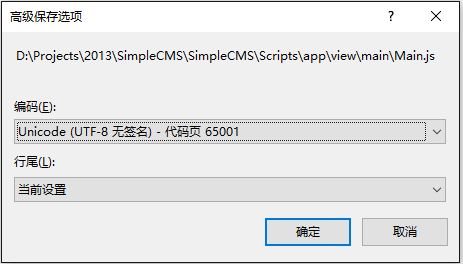 高级保存选项
D:\Projects\2013\SimpleCMS\SimpleCMS\Scripts\app\view\main\Main.js
编码(E):
Unicode (UTF-8 无签名) - 代码页 65001
行尾(L):
当前设置
确定 取消